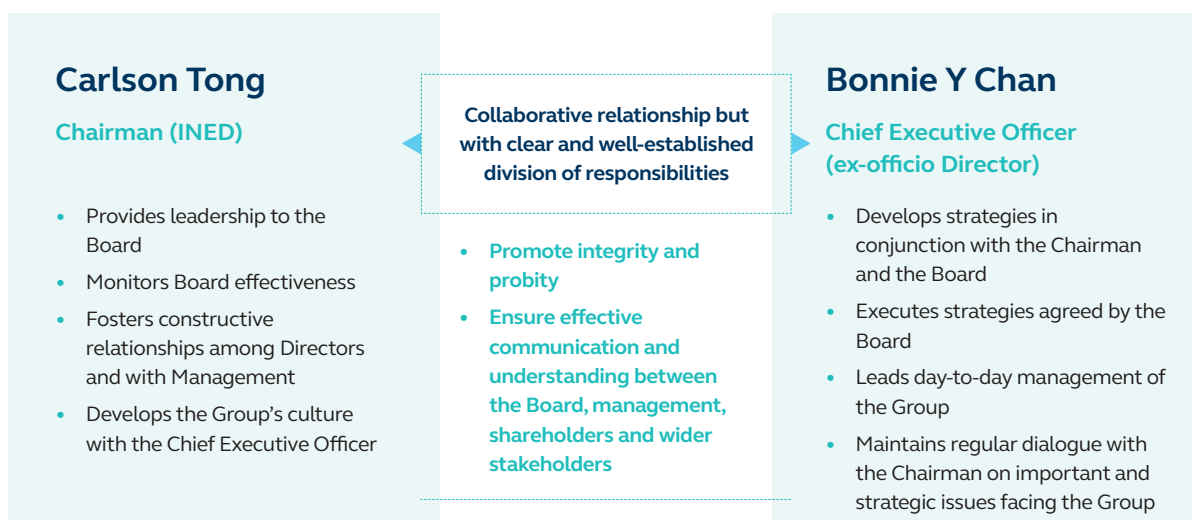 Carlson Tong
Chairman (INED)
• Provides leadership to the
Board
• Monitors Board effectiveness
• Fosters constructive
relationships among Directors
and with Management
• Develops the Group’s culture
with the Chief Executive Officer
Collaborative relationship but
with clear and well-established
division of responsibilities
• Promote integrity and
probity
• Ensure effective
communication and
understanding between
the Board, management,
shareholders and wider
stakeholders
Bonnie Y Chan
Chief Executive Officer
(ex-officio Director)
• Develops strategies in
conjunction with the Chairman
and the Board
• Executes strategies agreed by the
Board
• Leads day-to-day management of
the Group
• Maintains regular dialogue with
the Chairman on important and
strategic issues facing the Group